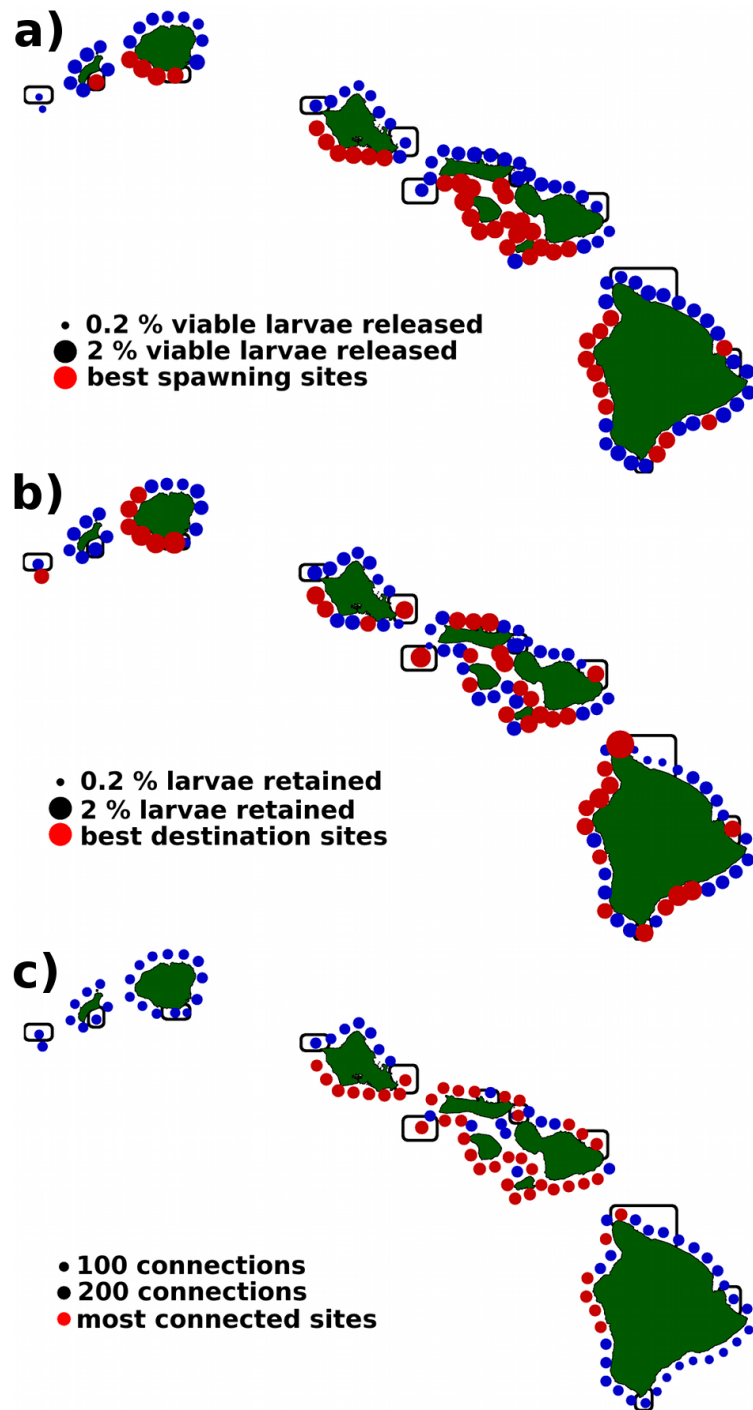 a)
0.2 % viable larvae released
2 % viable larvae released
best spawning sites
b)
0.2 % larvae retained
2 % larvae retained
best destination sites
c)
100 connections
200 connections
most connected sites